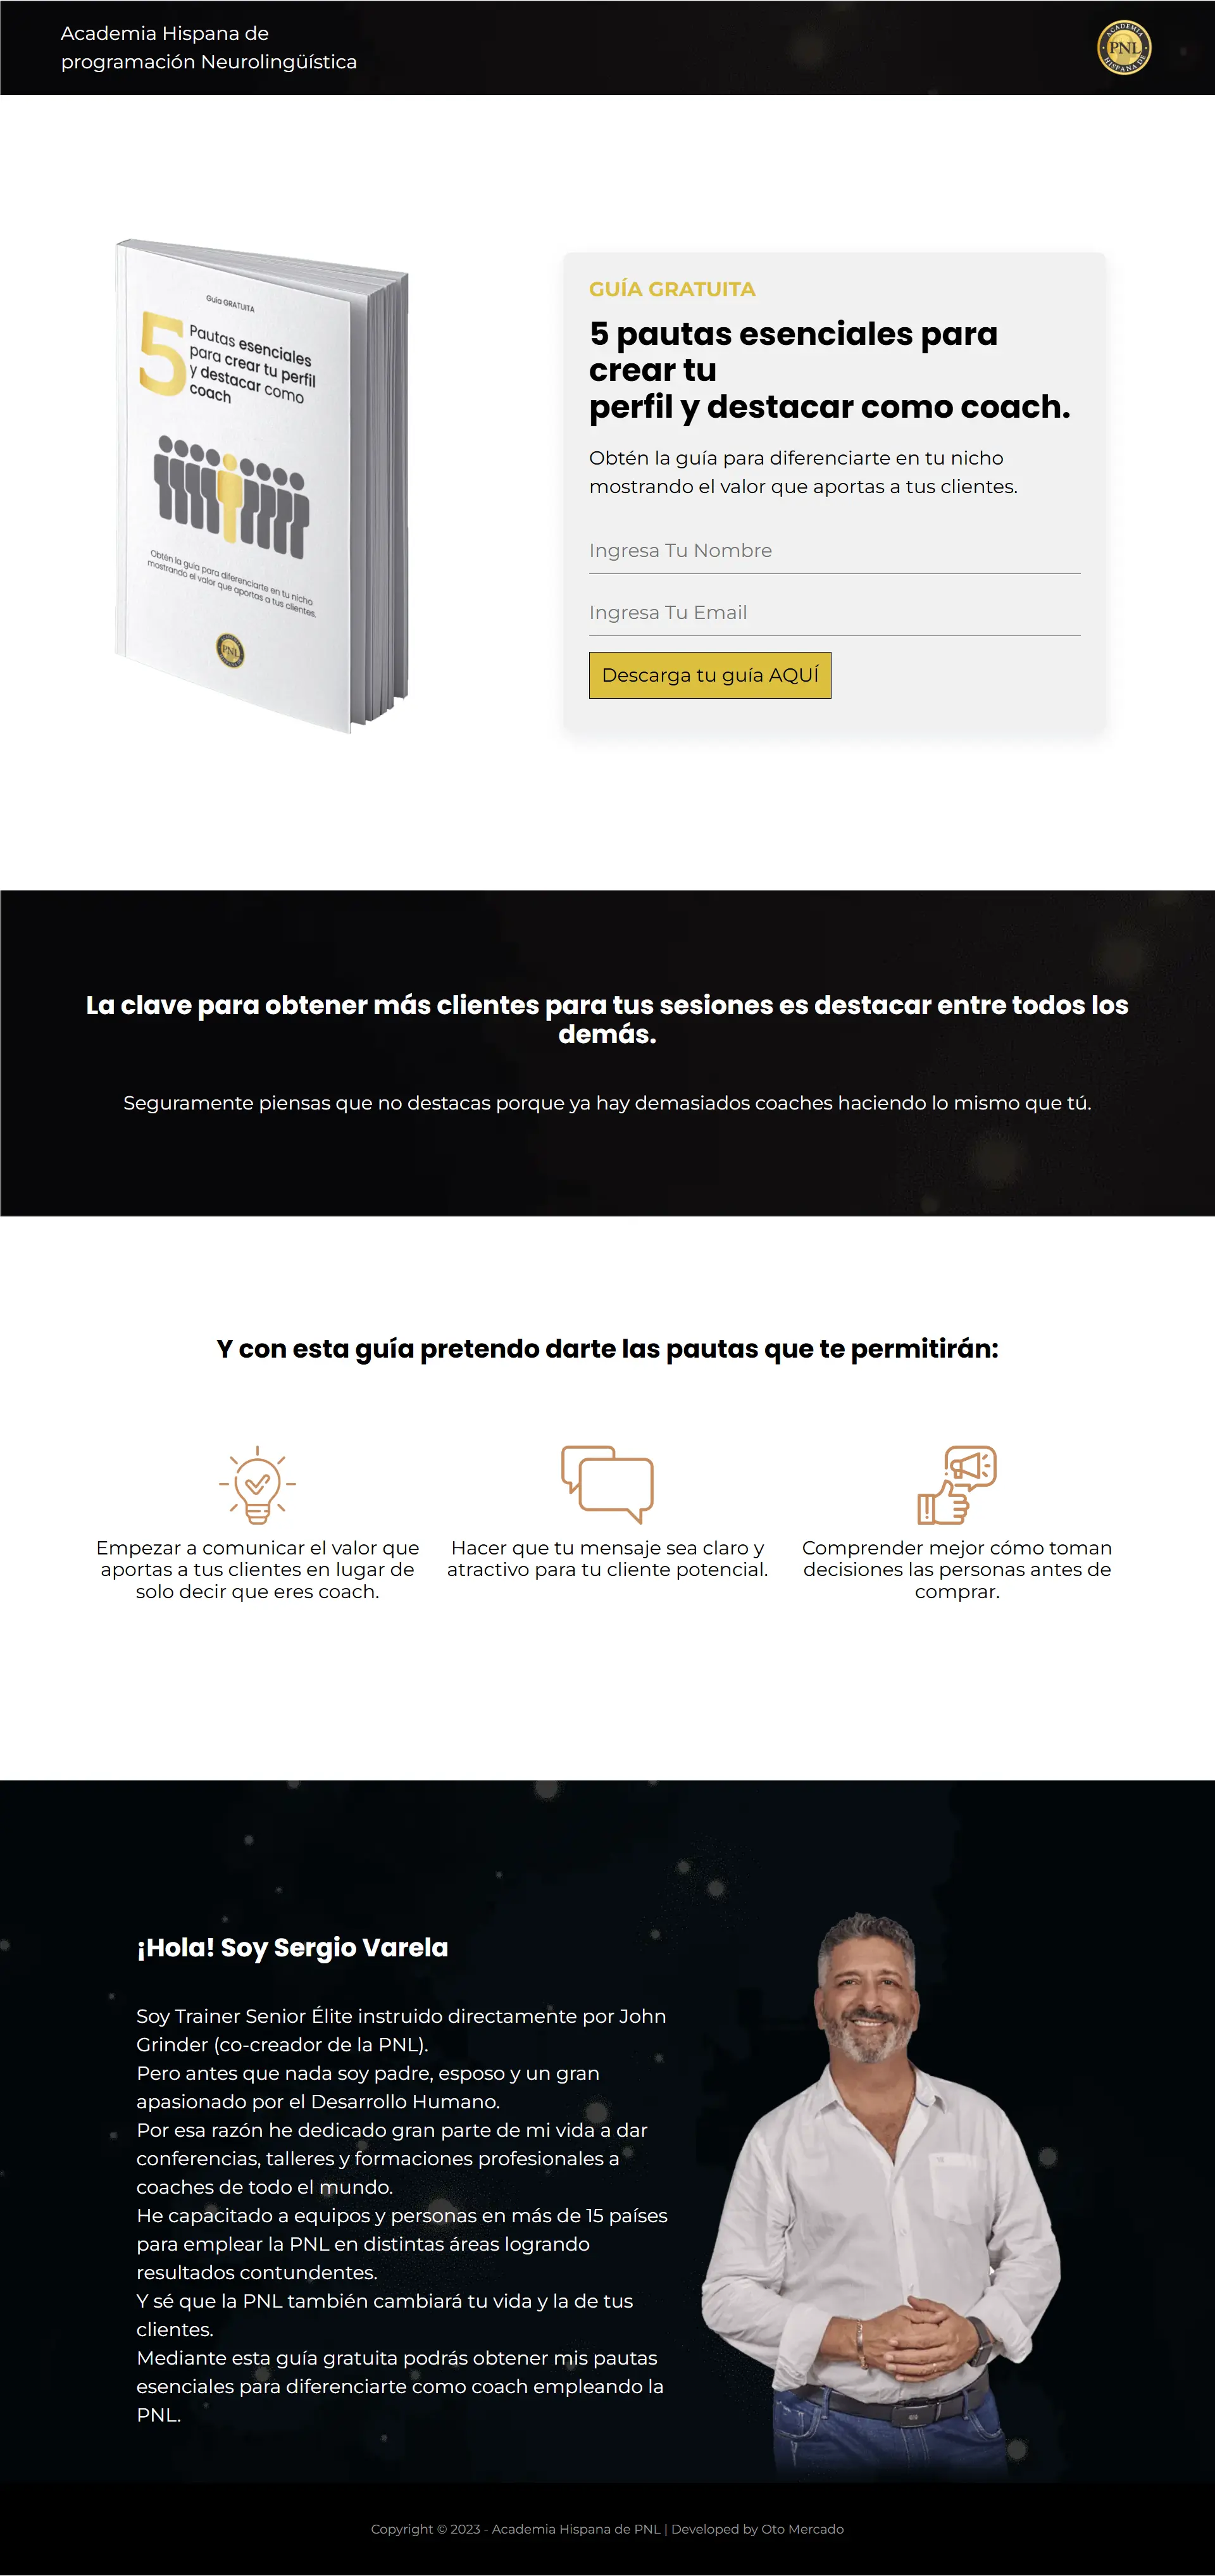 Academia Hispana de
programación Neurolingüística
ACADEMIA
PNL
HISPANA DE
Guía GRATUITA
5
Pautas esenciales
para crear tu perfil
y destacar como
coach
Obtén la guía para diferenciarte en tu nicho
mostrando el valor que aportas a tus clientes.
PNL
GUÍA GRATUITA
5 pautas esenciales para
crear tu
perfil y destacar como coach.
Obtén la guía para diferenciarte en tu nicho
mostrando el valor que aportas a tus clientes.
Ingresa Tu Nombre
Ingresa Tu Email
Descarga tu guía AQUÍ
La clave para obtener más clientes para tus sesiones es destacar entre todos los
demás.
Seguramente piensas que no destacas porque ya hay demasiados coaches haciendo lo mismo que tú.
Y con esta guía pretendo darte las pautas que te permitirán:
Empezar a comunicar el valor que
aportas a tus clientes en lugar de
solo decir que eres coach.
Hacer que tu mensaje sea claro y
atractivo para tu cliente potencial.
Comprender mejor cómo toman
decisiones las personas antes de
comprar.
¡Hola! Soy Sergio Varela
Soy Trainer Senior Élite instruido directamente por John
Grinder (co-creador de la PNL).
Pero antes que nada soy padre, esposo y un gran
apasionado por el Desarrollo Humano.
Por esa razón he dedicado gran parte de mi vida a dar
conferencias, talleres y formaciones profesionales a
coaches de todo el mundo.
He capacitado a equipos y personas en más de 15 países
para emplear la PNL en distintas áreas logrando
resultados contundentes.
Y sé que la PNL también cambiará tu vida y la de tus
clientes.
Mediante esta guía gratuita podrás obtener mis pautas
esenciales para diferenciarte como coach empleando la
PNL.
Copyright © 2023 - Academia Hispana de PNL | Developed by Oto Mercado